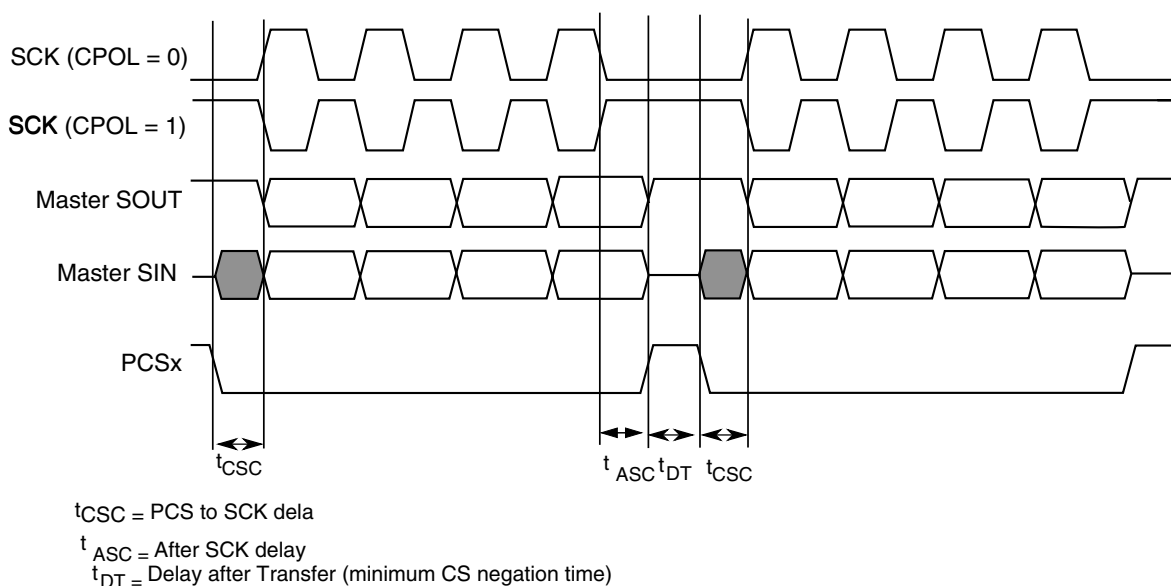 SCK (CPOL = 0)
SCK (CPOL = 1)
Master SOUT
Master SIN
PCSx
tCSC
t ASC
tDT
tCSC
tCSC = PCS to SCK dela
t ASC = After SCK delay
tDT = Delay after Transfer (minimum CS negation time)